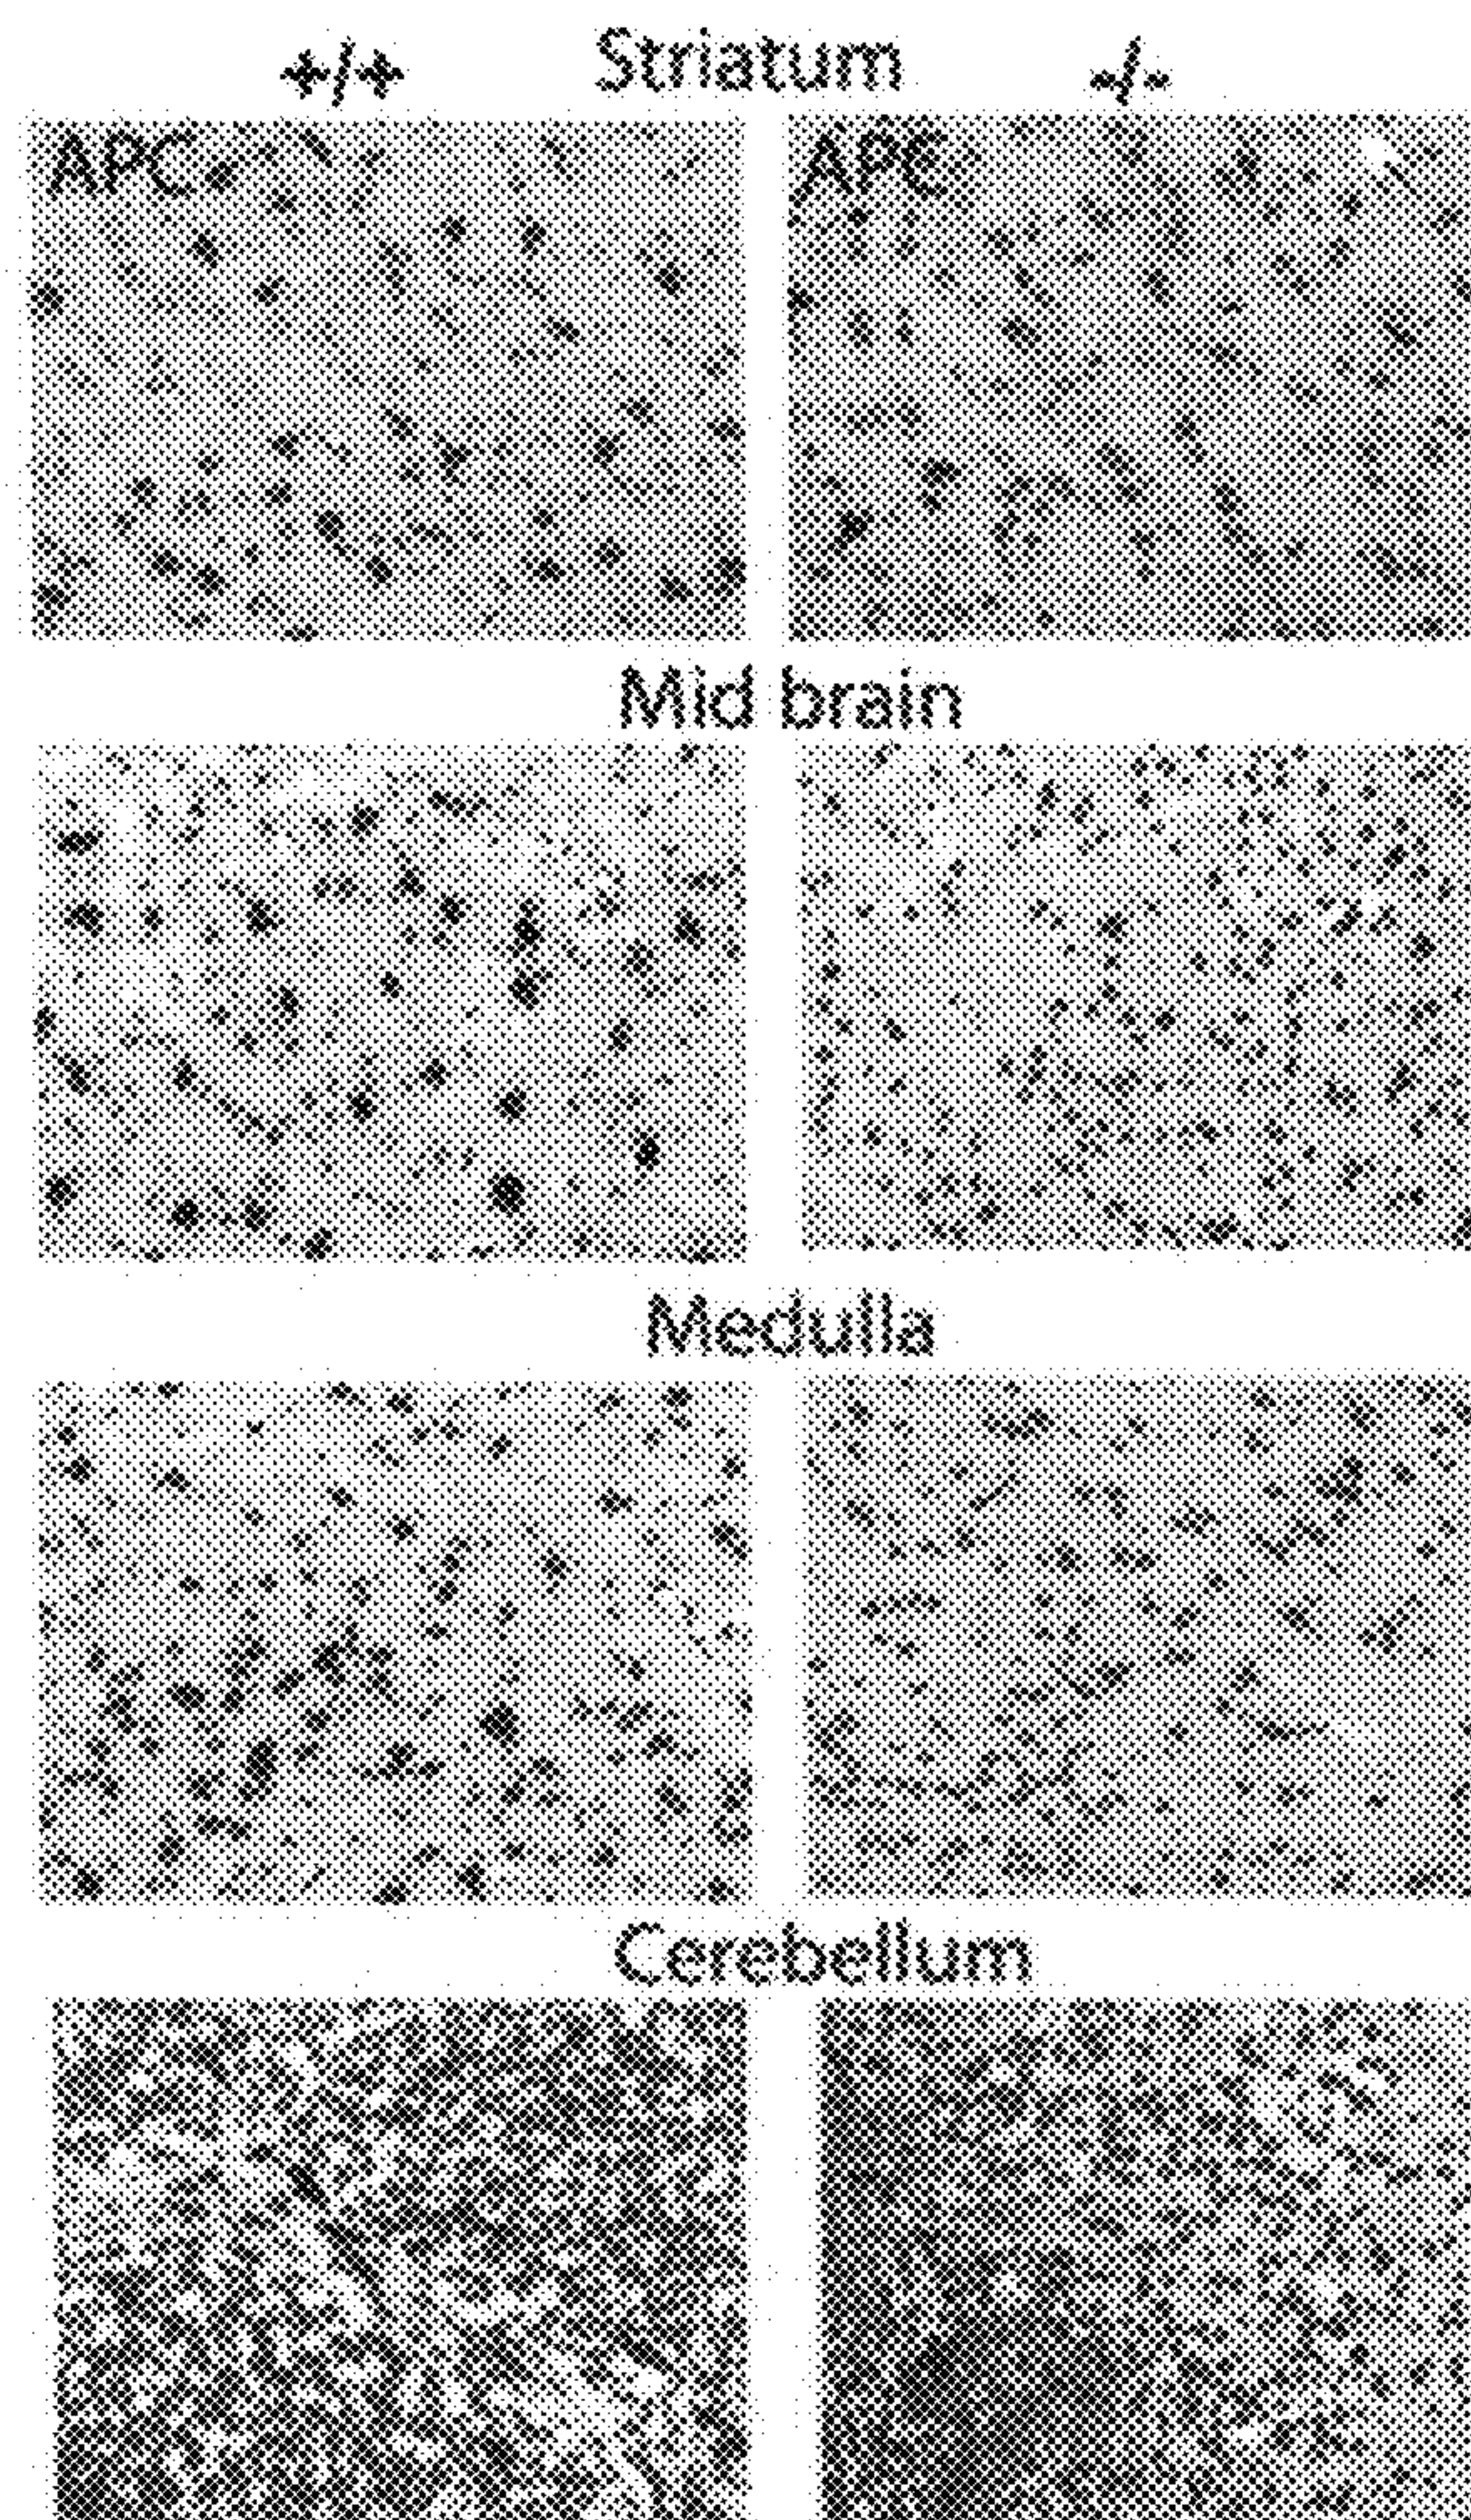 +/+ Striatum -/-
APC APC
Mid brain
Medulla
Cerebellum